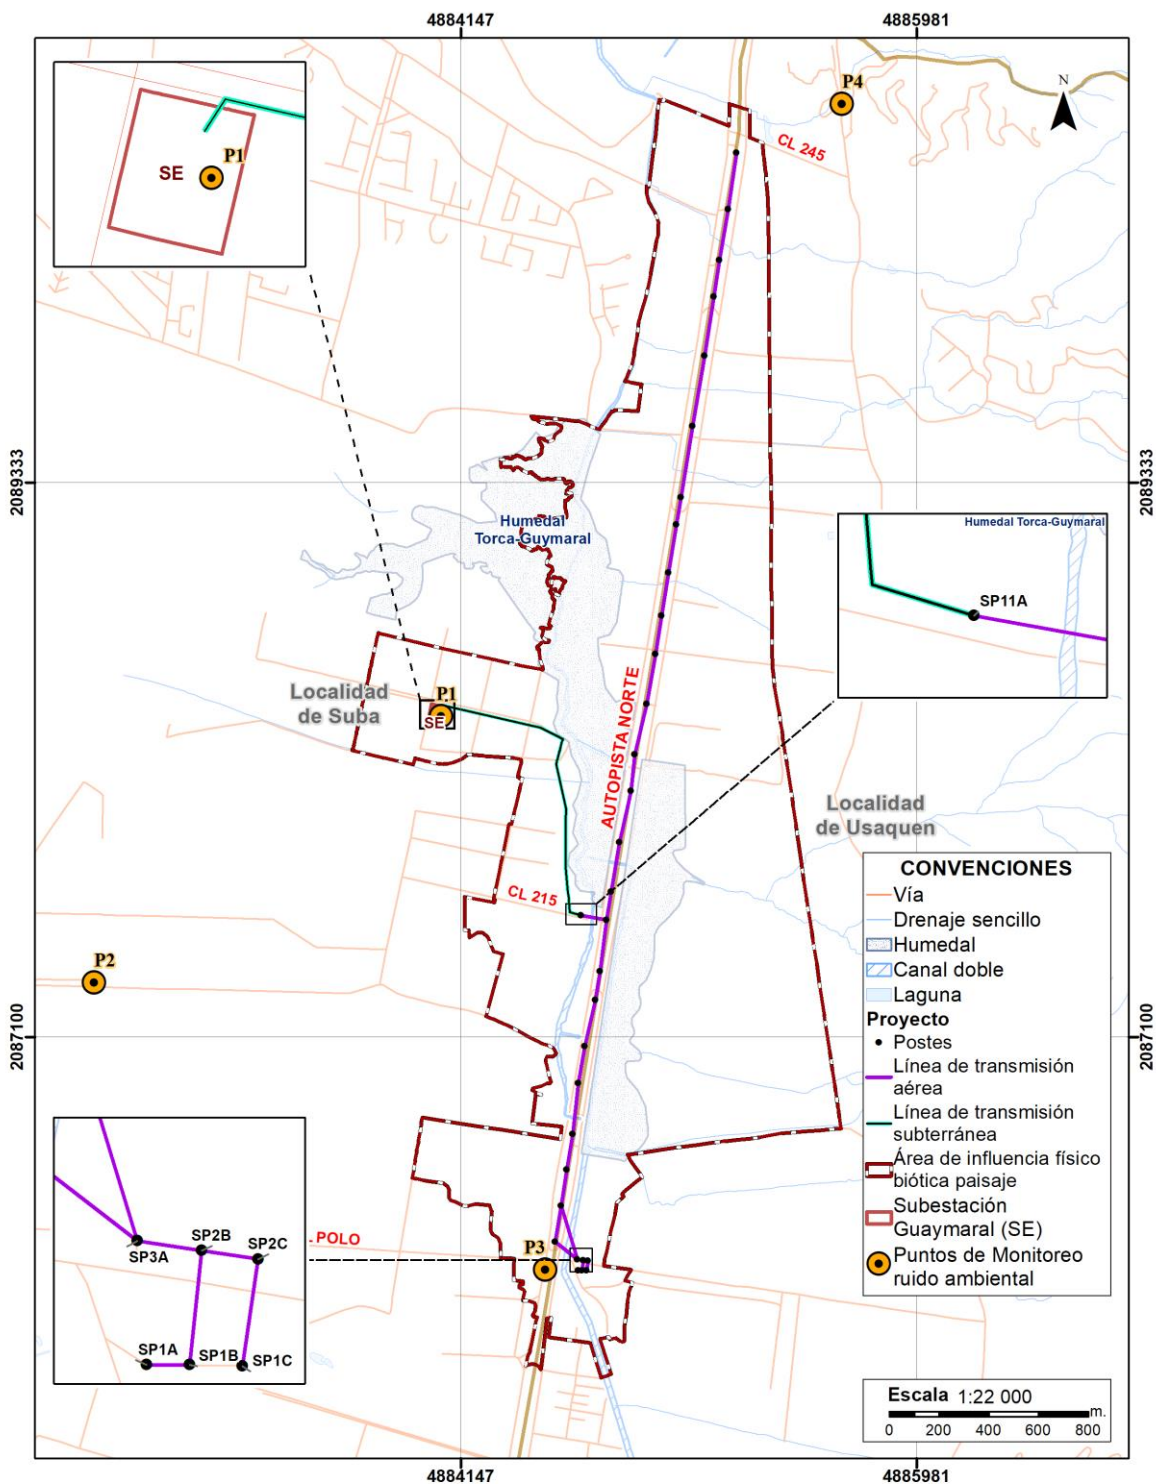 4884147
4885981
N
P4
P1
SE
CL 245
2089333
2089333
Humedal
Torca-Guymaral
Humedal Torca-Guymaral
SP11A
AUTOPISTA NORTE
Localidad
de Suba
P1
SE
Localidad
de Usaquen
CL 215
P2
CONVENCIONES
Vía
Drenaje sencillo
Humedal
Canal doble
Laguna
Proyecto
Postes
Línea de transmisión
aérea
Línea de transmisión
subterránea
Área de influencia físico
biótica paisaje
Subestación
Guaymaral (SE)
Puntos de Monitoreo
ruido ambiental
2087100
2087100
SP3A
SP2B
SP2C
SP1A
SP1B
SP1C
- POLO
P3
Escala 1:22 000
m.
0 200 400 600 800
4884147
4885981